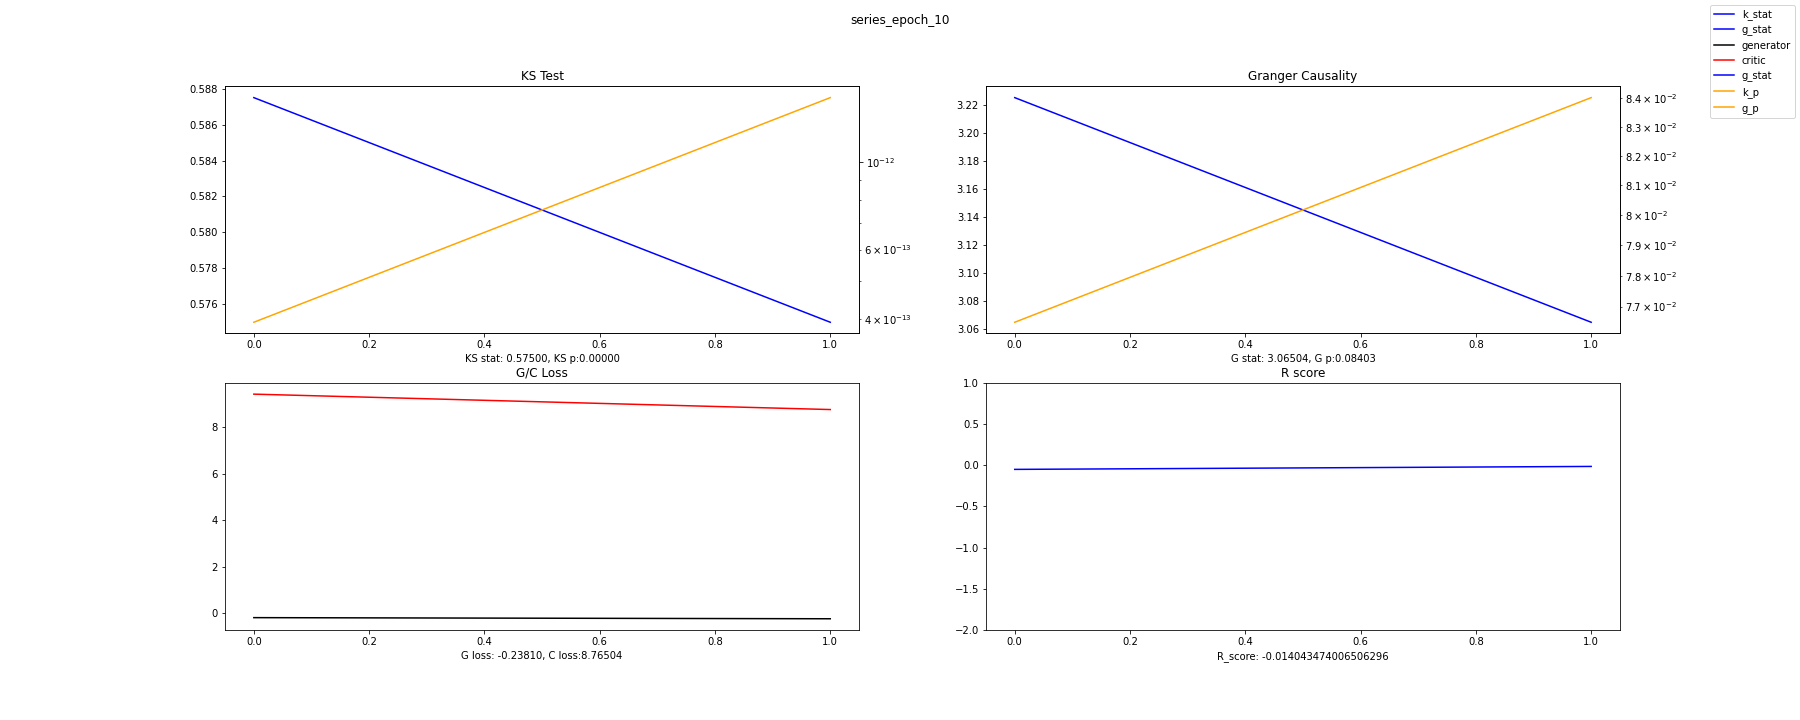 series_epoch_10
k_stat
g_stat
generator
critic
g_stat
k_p
g_p
KS Test
0.588
0.586
0.584
0.582
0.580
0.578
0.576
10⁻¹²
6 × 10⁻¹³
4 × 10⁻¹³
0.0 0.2 0.4 0.6 0.8 1.0
KS stat: 0.57500, KS p:0.00000
Granger Causality
3.22
3.20
3.18
3.16
3.14
3.12
3.10
3.08
3.06
8.4 × 10⁻²
8.3 × 10⁻²
8.2 × 10⁻²
8.1 × 10⁻²
8 × 10⁻²
7.9 × 10⁻²
7.8 × 10⁻²
7.7 × 10⁻²
0.0 0.2 0.4 0.6 0.8 1.0
G stat: 3.06504, G p:0.08403
G/C Loss
8
6
4
2
0
0.0 0.2 0.4 0.6 0.8 1.0
G loss: -0.23810, C loss:8.76504
R score
1.0
0.5
0.0
−0.5
−1.0
−1.5
−2.0
0.0 0.2 0.4 0.6 0.8 1.0
R_score: -0.014043474006506296